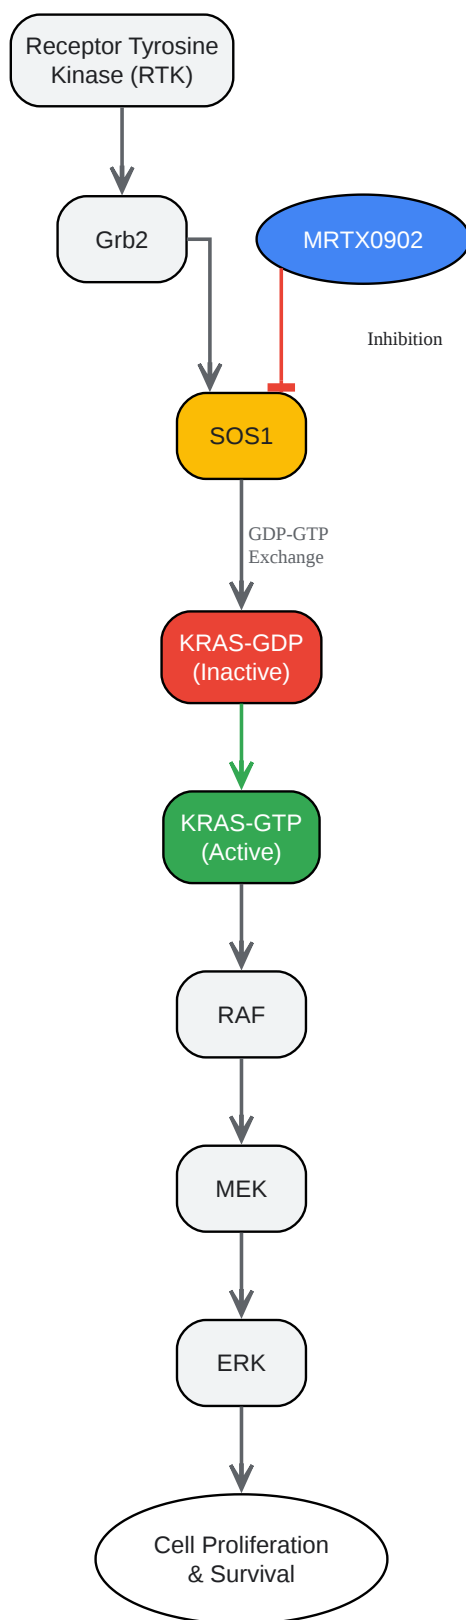 Receptor Tyrosine
Kinase (RTK)
Grb2
MRTX0902
Inhibition
SOS1
GDP-GTP
Exchange
KRAS-GDP
(Inactive)
KRAS-GTP
(Active)
RAF
MEK
ERK
Cell Proliferation
& Survival